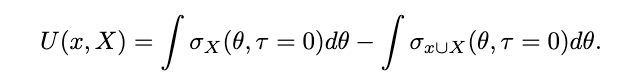 U(x, X) = ∫ σ_X(θ, τ = 0)dθ − ∫ σ_{x∪X}(θ, τ = 0)dθ.